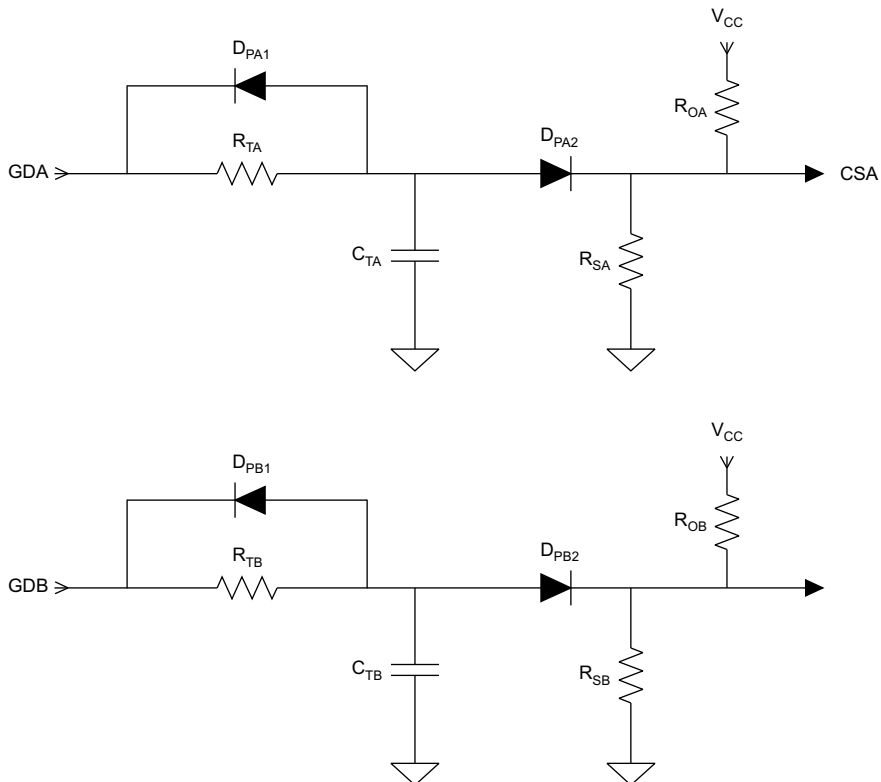 V_CC
D_PA1
R_OA
R_TA
D_PA2
GDA
CSA
C_TA
R_SA
V_CC
D_PB1
R_OB
R_TB
D_PB2
GDB
C_TB
R_SB